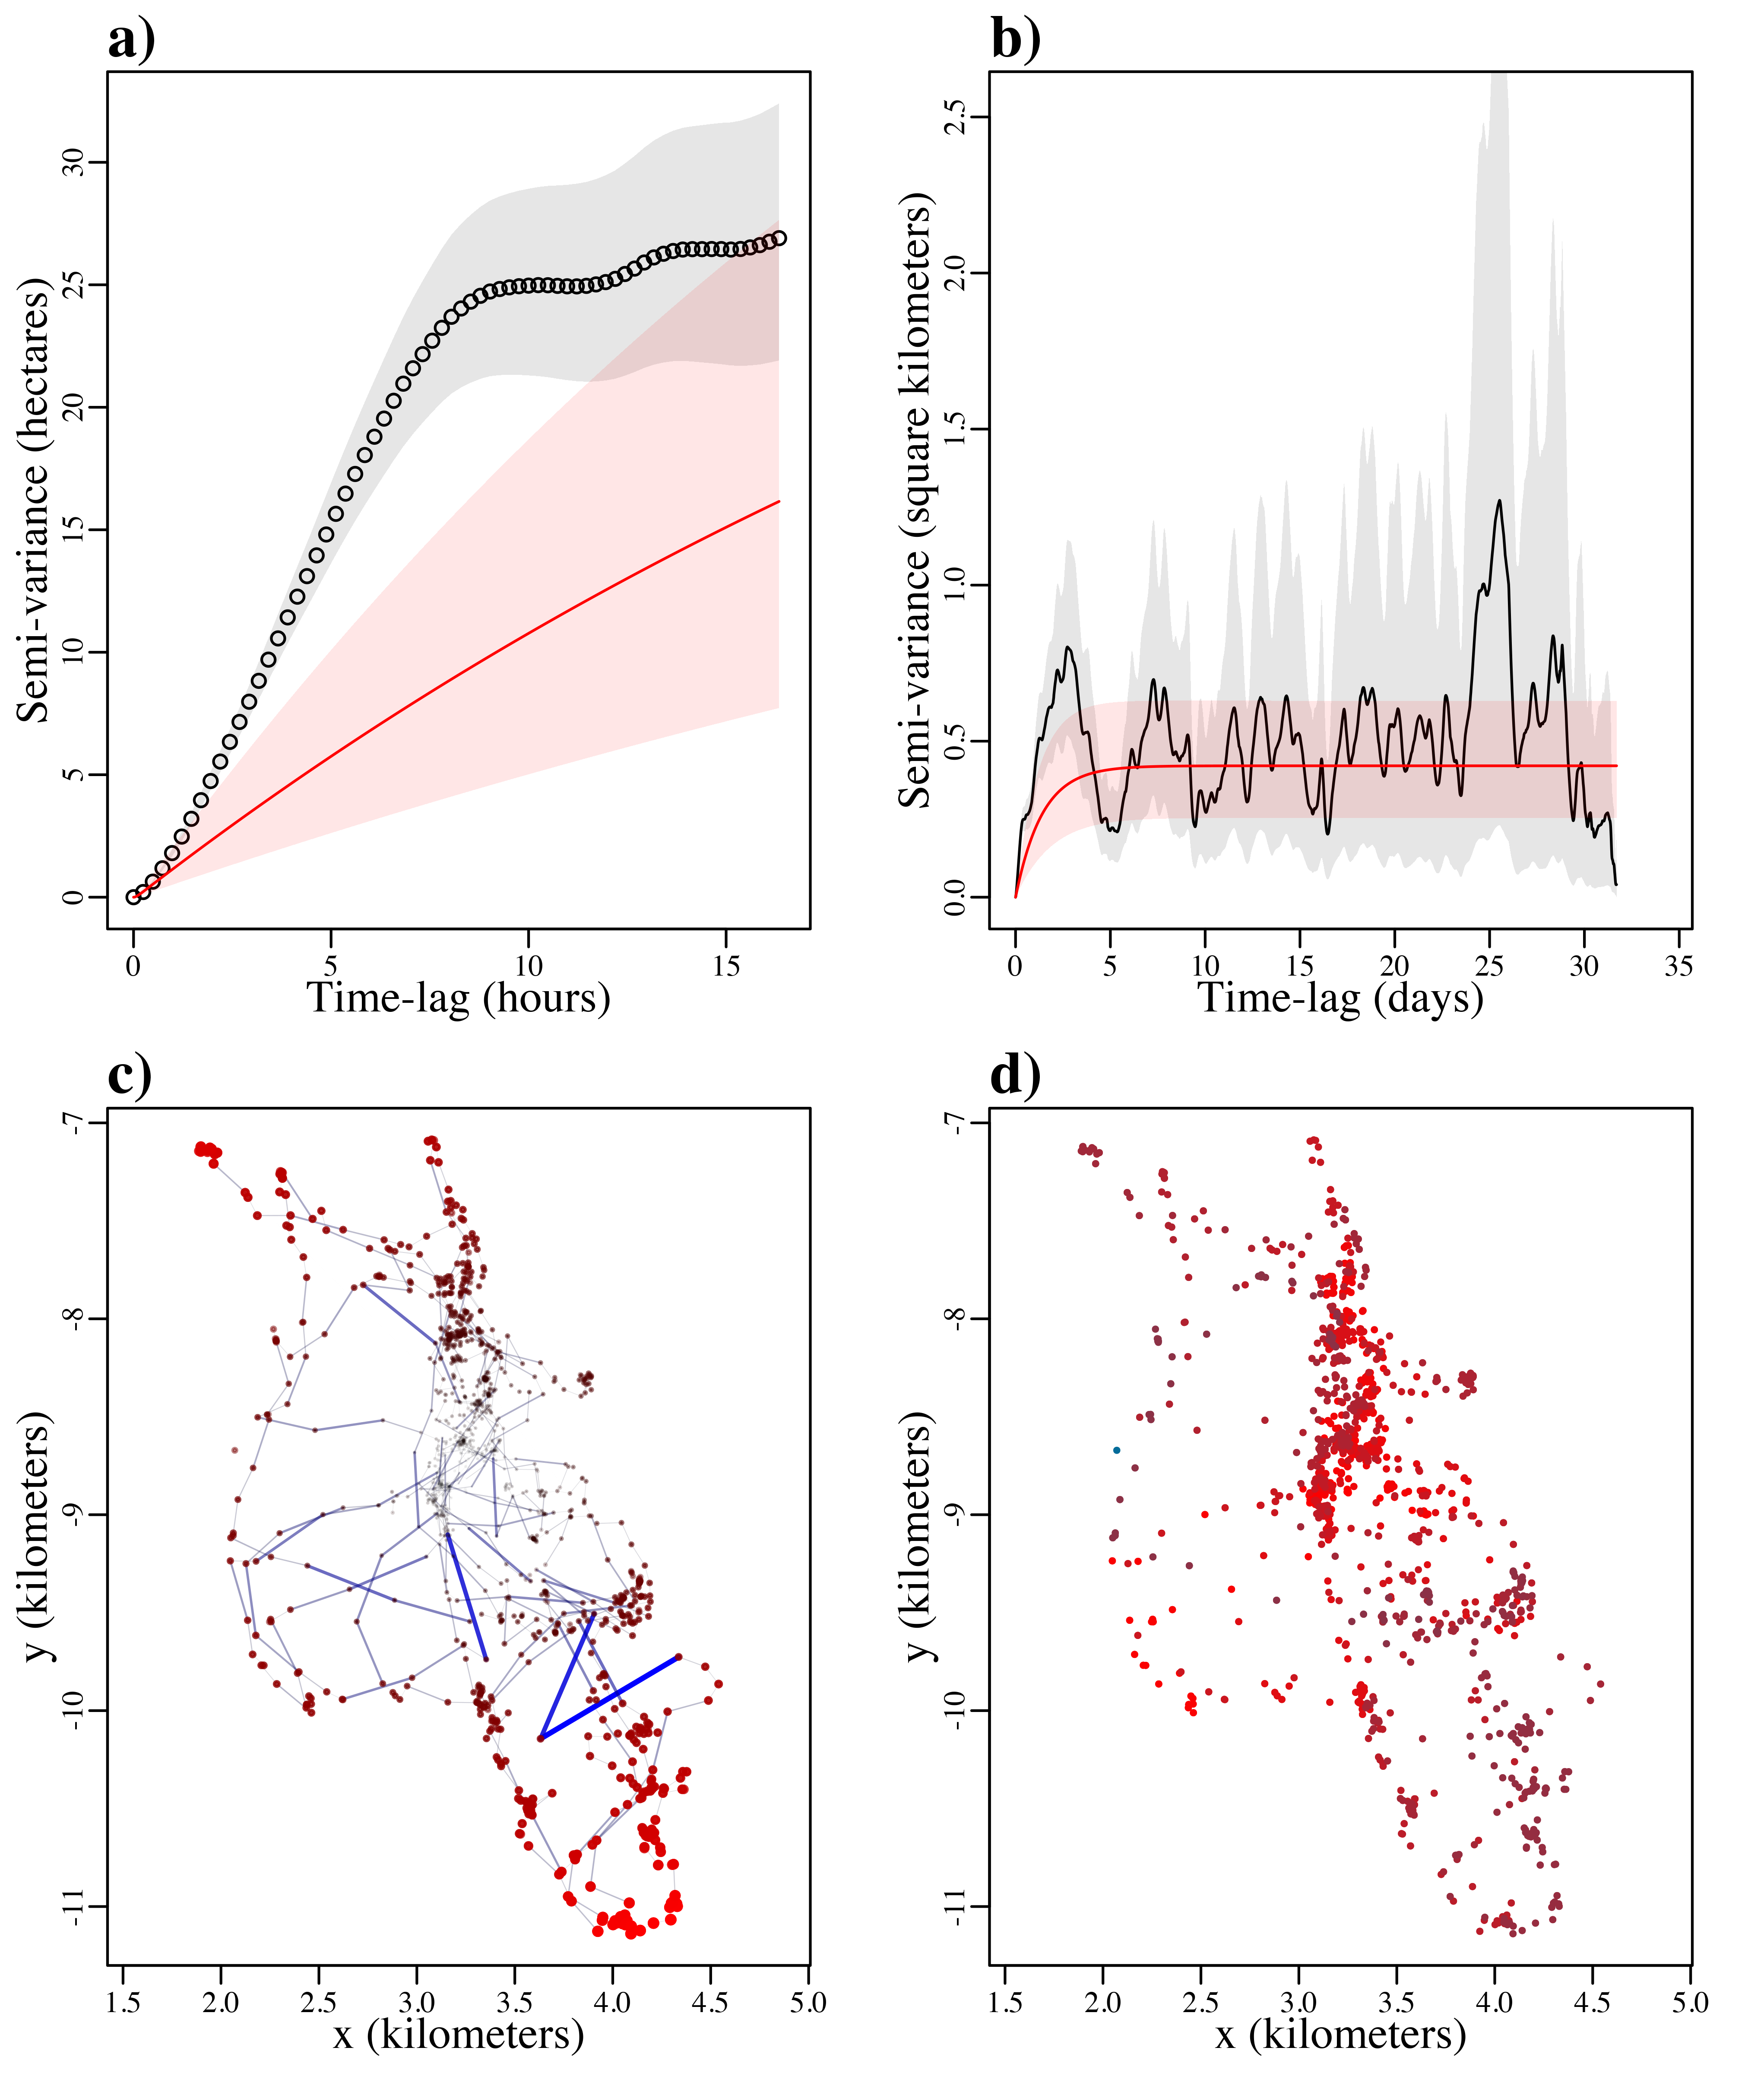 a)
Semi-variance (hectares)
30
25
20
15
10
5
0
0 5 10 15
Time-lag (hours)
b)
Semi-variance (square kilometers)
2.5
2.0
1.5
1.0
0.5
0.0
0 5 10 15 20 25 30 35
Time-lag (days)
c)
y (kilometers)
-7
-8
-9
-10
-11
1.5 2.0 2.5 3.0 3.5 4.0 4.5 5.0
x (kilometers)
d)
y (kilometers)
-7
-8
-9
-10
-11
1.5 2.0 2.5 3.0 3.5 4.0 4.5 5.0
x (kilometers)